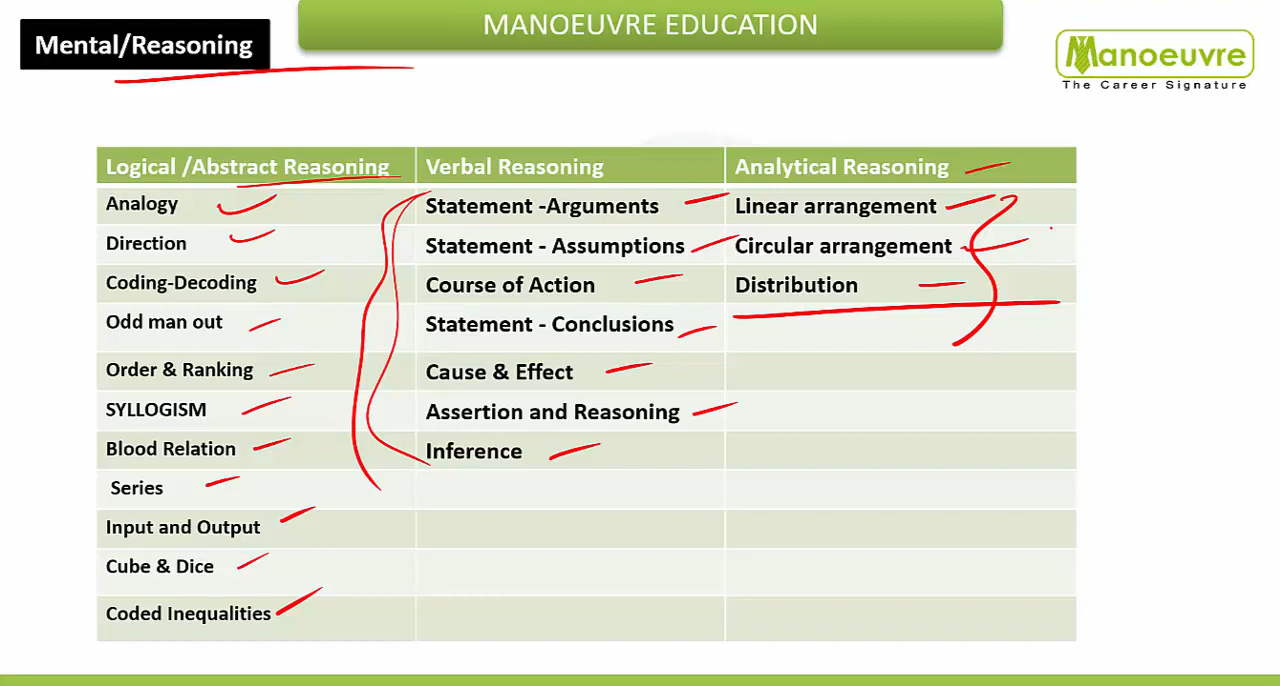 MANOEUVRE EDUCATION
Mental/Reasoning
Manoeuvre
The Career Signature
Logical /Abstract Reasoning Verbal Reasoning Analytical Reasoning
Analogy Statement -Arguments Linear arrangement
Direction Statement - Assumptions Circular arrangement
Coding-Decoding Course of Action Distribution
Odd man out Statement - Conclusions
Order & Ranking Cause & Effect
SYLLOGISM Assertion and Reasoning
Blood Relation Inference
Series
Input and Output
Cube & Dice
Coded Inequalities